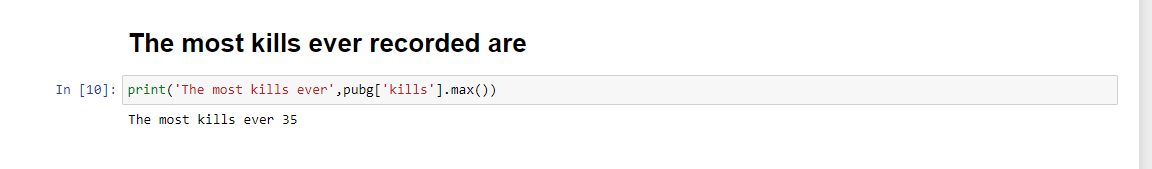 The most kills ever recorded are
In [10]: print('The most kills ever',pubg['kills'].max())
The most kills ever 35